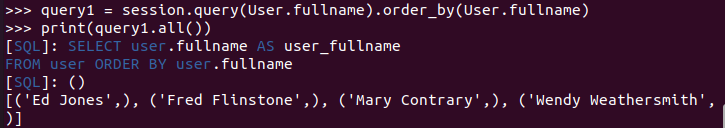 >>> query1 = session.query(User.fullname).order_by(User.fullname)
>>> print(query1.all())
[SQL]: SELECT user.fullname AS user_fullname
FROM user ORDER BY user.fullname
[SQL]: ()
[('Ed Jones',), ('Fred Flinstone',), ('Mary Contrary',), ('Wendy Weathersmith',
)]